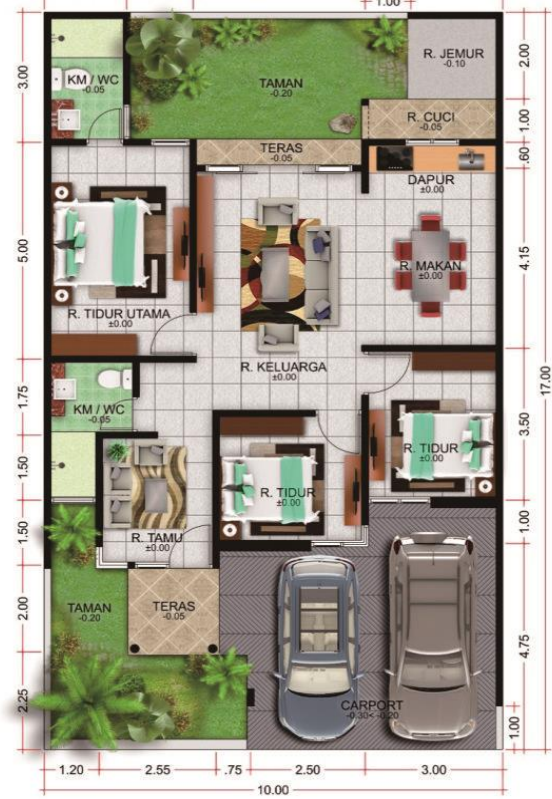 1.00
3.00
5.00
1.75
1.50
1.50
2.00
2.25
KM / WC
-0.05
TAMAN
-0.20
R. JEMUR
-0.10
R. CUCI
-0.05
TERAS
-0.05
DAPUR
±0.00
R. MAKAN
±0.00
R. TIDUR UTAMA
±0.00
R. KELUARGA
±0.00
KM / WC
-0.05
R. TIDUR
±0.00
R. TIDUR
±0.00
R. TAMU
±0.00
TAMAN
-0.20
TERAS
-0.05
CARPORT
-0.30< -0.20
2.00
1.00
.60
4.15
3.50
1.00
4.75
1.00
17.00
1.20
2.55
.75
2.50
3.00
10.00